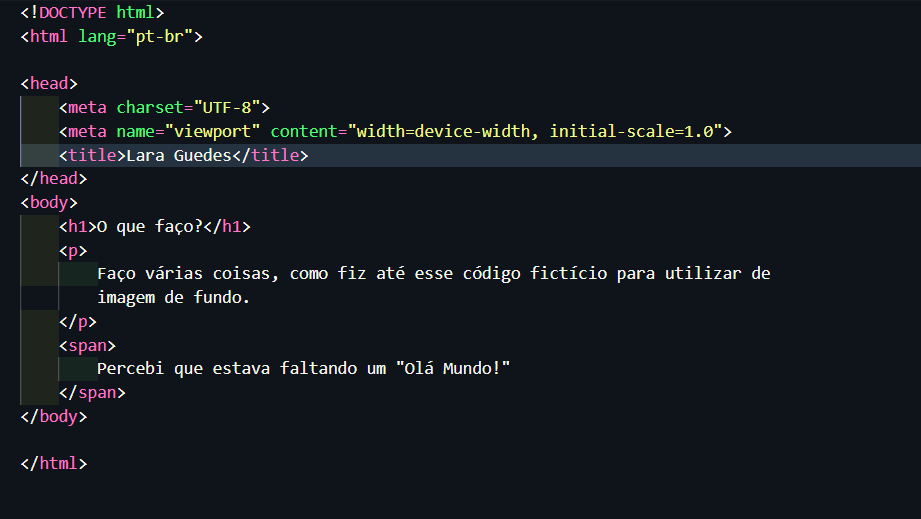 <!DOCTYPE html>
<html lang="pt-br">
<head>
<meta charset="UTF-8">
<meta name="viewport" content="width=device-width, initial-scale=1.0">
<title>Lara Guedes</title>
</head>
<body>
<h1>O que faço?</h1>
<p>
Faço várias coisas, como fiz até esse código fictício para utilizar de
imagem de fundo.
</p>
<span>
Percebi que estava faltando um "Olá Mundo!"
</span>
</body>
</html>